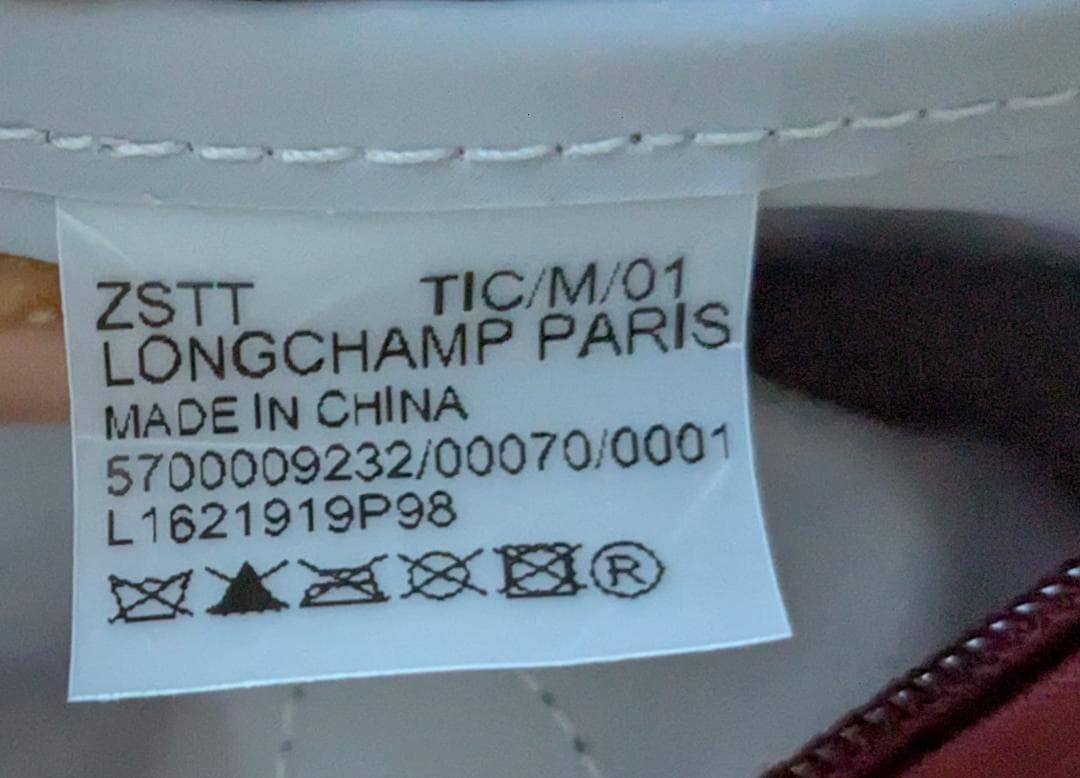 ZSTT TIC/M/01
LONGCHAMP PARIS
MADE IN CHINA
5700009232/00070/0001
L1621919P98
®